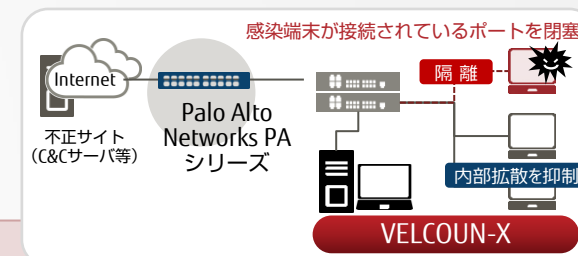 感染端末が接続されているポートを閉塞
Internet
隔 離
不正サイト
（C&Cサーバ等）
Palo Alto
Networks PA
シリーズ
内部拡散を抑制
VELCOUN-X